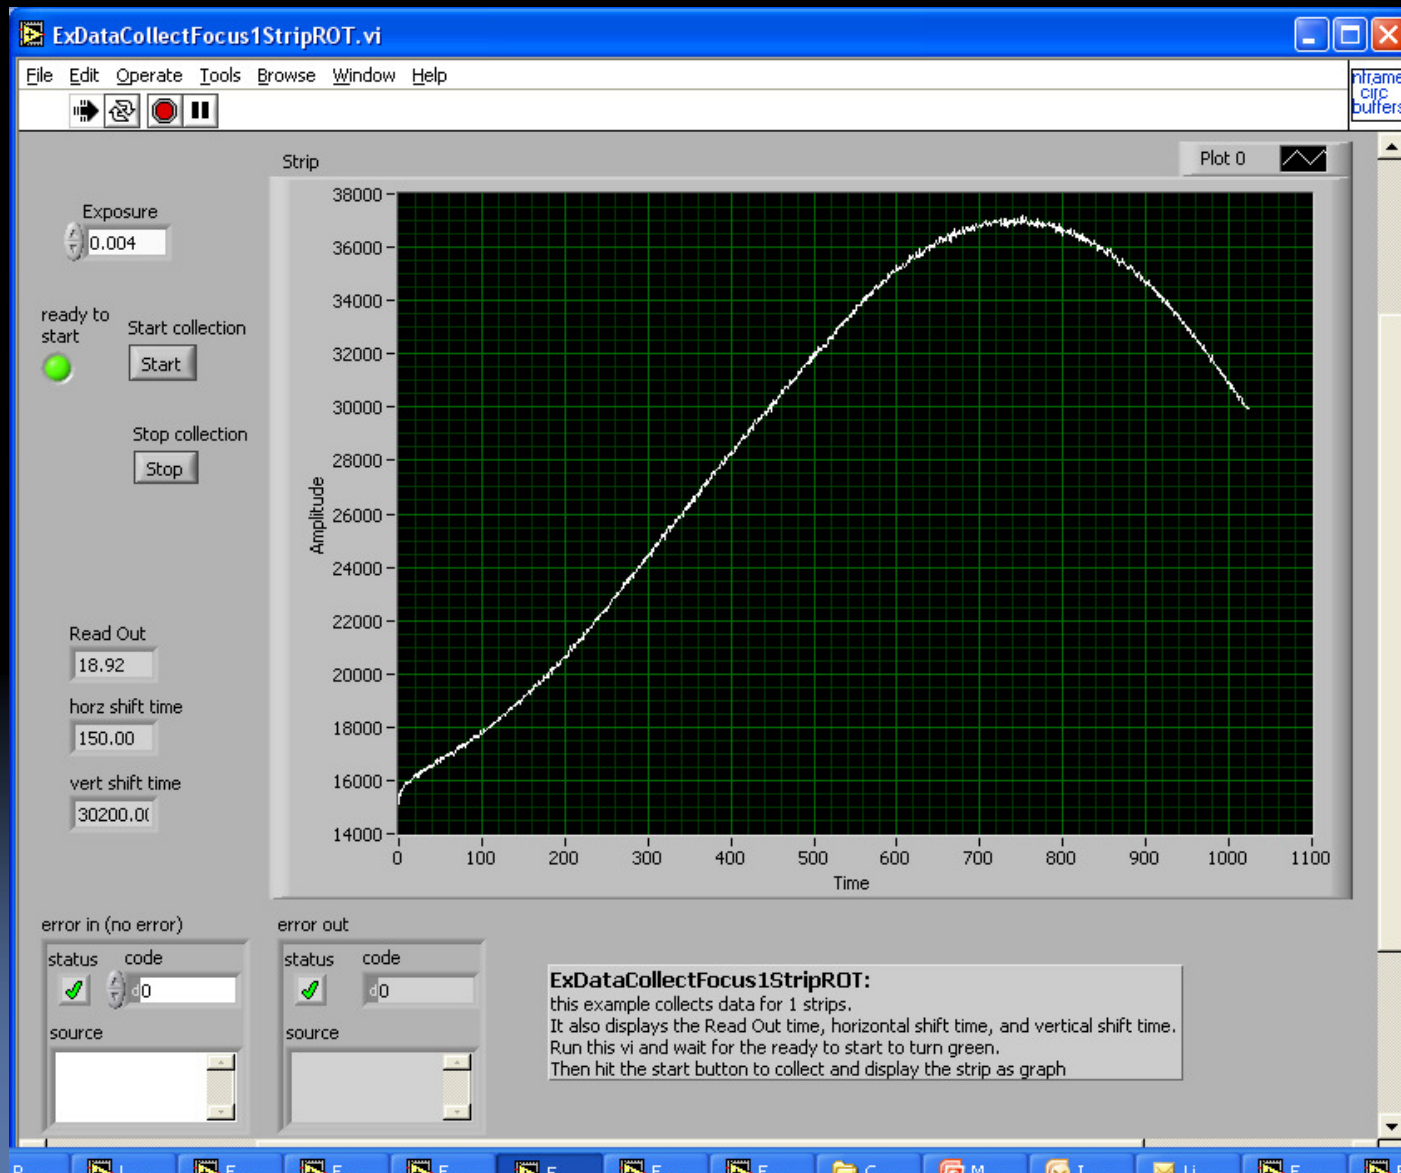 ExDataCollectFocus1StripROT.vi
File Edit Operate Tools Browse Window Help
circ
buffers
Strip
Plot 0
Exposure
0.004
ready to
start
Start collection
Start
Stop collection
Stop
Read Out
18.92
horz shift time
150.00
vert shift time
30200.0
Amplitude
38000
36000
34000
32000
30000
28000
26000
24000
22000
20000
18000
16000
14000
0 100 200 300 400 500 600 700 800 900 1000 1100
Time
error in (no error)
status code
0
source
error out
status code
0
source
ExDataCollectFocus1StripROT:
this example collects data for 1 strips.
It also displays the Read Out time, horizontal shift time, and vertical shift time.
Run this vi and wait for the ready to start to turn green.
Then hit the start button to collect and display the strip as graph